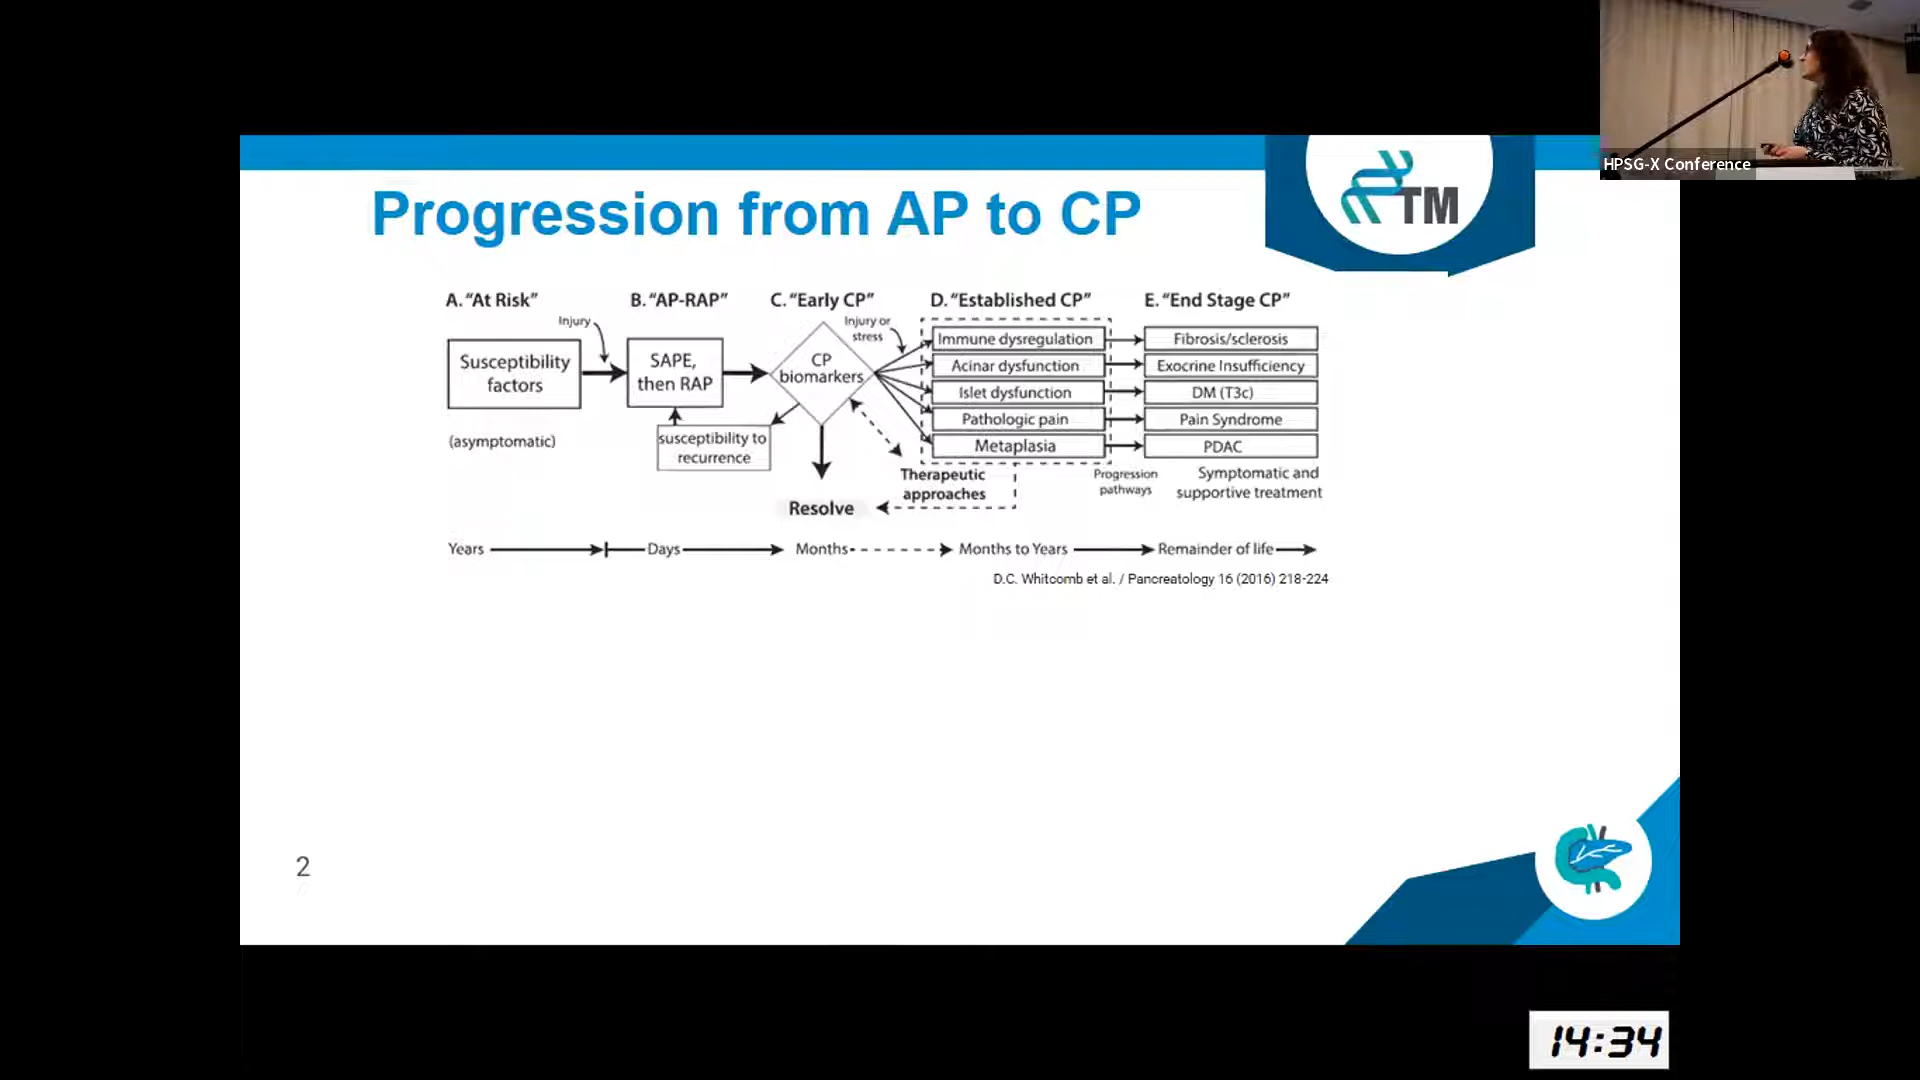 HPSG-X Conference
TM
Progression from AP to CP
A. “At Risk”
B. “AP-RAP”
C. “Early CP”
D. “Established CP”
E. “End Stage CP”
Injury
Injury or
stress
Susceptibility
factors
(asymptomatic)
SAPE,
then RAP
susceptibility to
recurrence
CP
biomarkers
Immune dysregulation
Acinar dysfunction
Islet dysfunction
Pathologic pain
Metaplasia
Fibrosis/sclerosis
Exocrine Insufficiency
DM (T3c)
Pain Syndrome
PDAC
Therapeutic
approaches
Resolve
Progression
pathways
Symptomatic and
supportive treatment
Years
Days
Months
Months to Years
Remainder of life
D.C. Whitcomb et al. / Pancreatology 16 (2016) 218-224
2
14:34